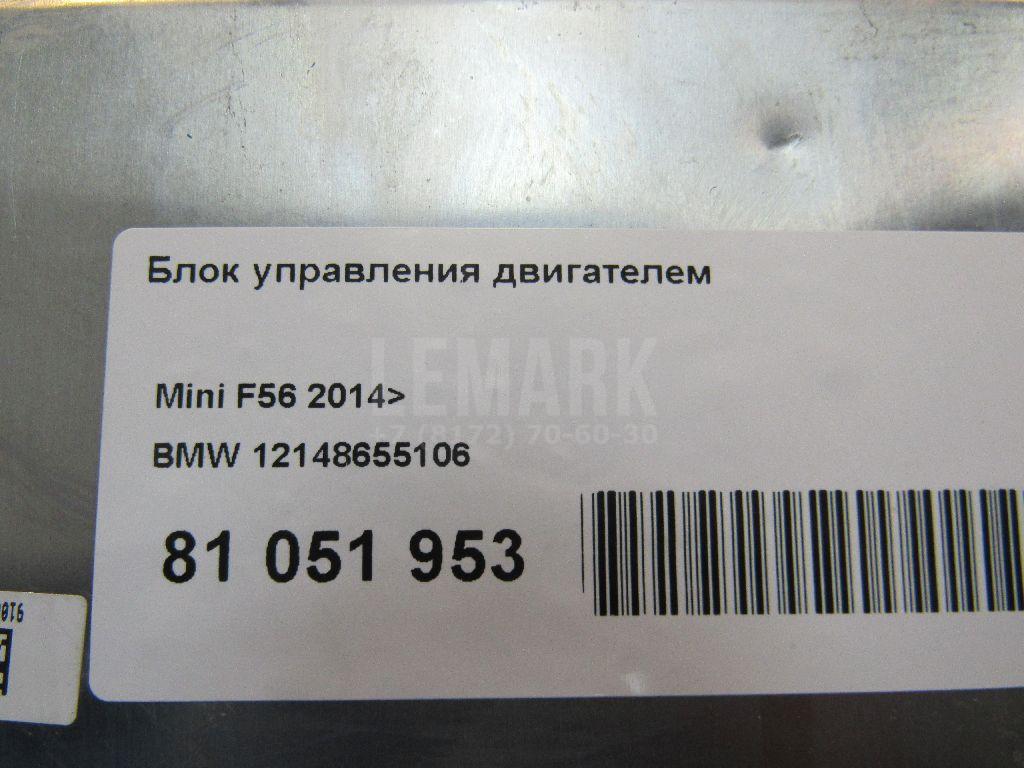 Блок управления двигателем
LEMARK
Mini F56 2014>
+7 (8172) 70-60-30
BMW 12148655106
81 051 953